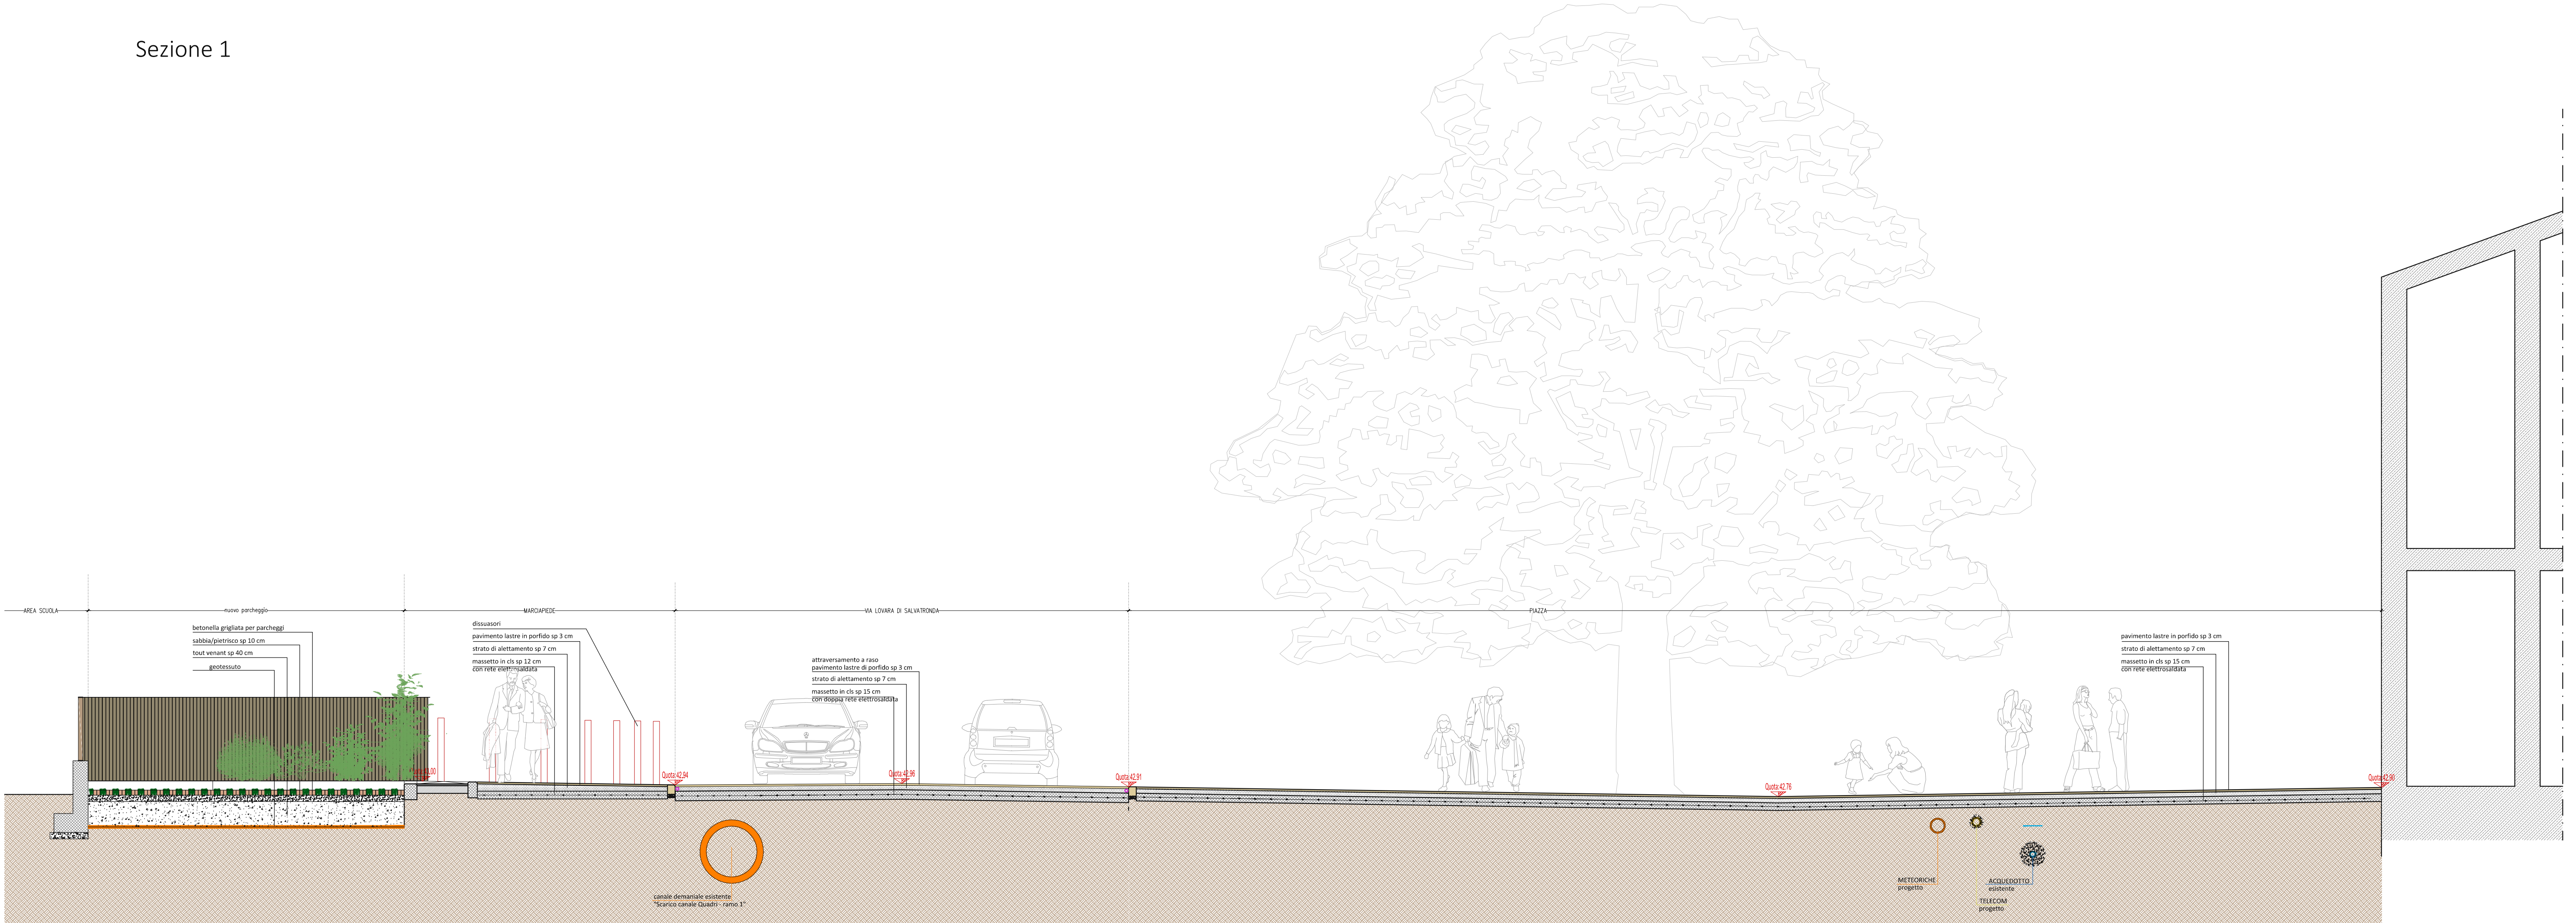 Sezione 1
AREA SCUOLA
nuovo parcheggio
MARCIAPIEDE
VIA LOVARA DI SALVATRONDA
PIAZZA
betonella grigliata per parcheggi
sabbia/pietrisco sp 10 cm
tout venant sp 40 cm
geotessuto
dissuasori
pavimento lastre in porfido sp 3 cm
strato di alettamento sp 7 cm
massetto in cls sp 12 cm
con rete elettrosaldata
attraversamento a raso
pavimento lastre di porfido sp 3 cm
strato di alettamento sp 7 cm
massetto in cls sp 15 cm
con doppia rete elettrosaldata
pavimento lastre in porfido sp 3 cm
strato di alettamento sp 7 cm
massetto in cls sp 15 cm
con rete elettrosaldata
Quota:42,94
Quota:42,96
Quota:42,91
Quota:42,76
Quota:42,90
canale demaniale esistente:
"Scarico canale Quadri - ramo 1"
METEORICHE
progetto
TELECOM
progetto
ACQUEDOTTO
esistente